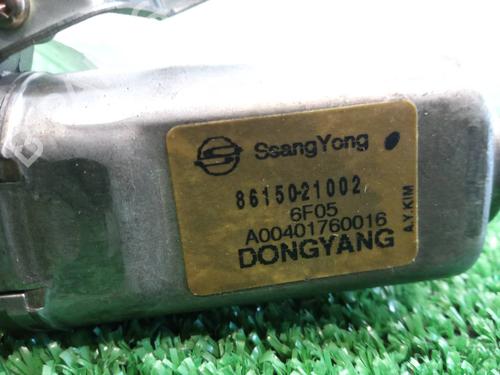 SsangYong
86150-21002
6F05
A00401760016
DONGYANG
A.Y.KIM